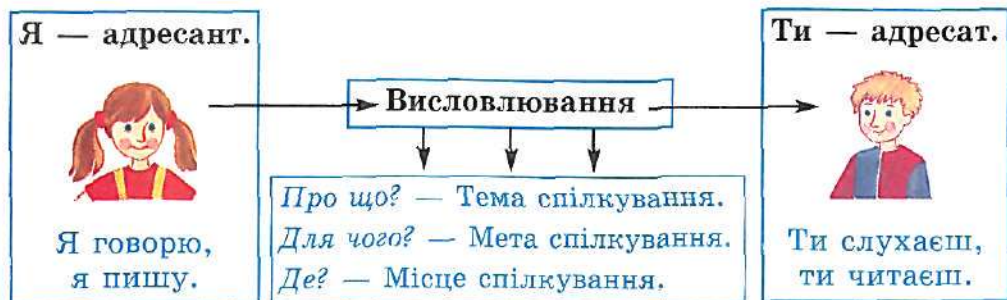 Я — адресант.
Я говорю,
я пишу.
Висловлювання
Про що? — Тема спілкування.
Для чого? — Мета спілкування.
Де? — Місце спілкування.
Ти — адресат.
Ти слухаєш,
ти читаєш.